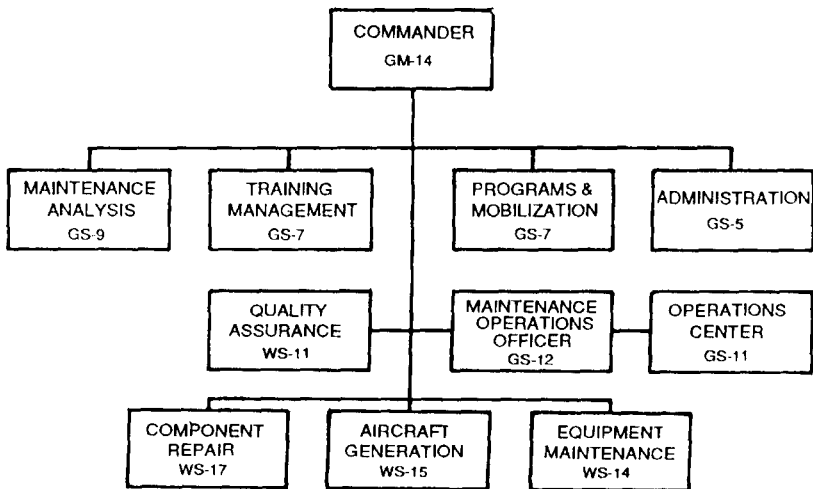 COMMANDER
GM-14
MAINTENANCE
ANALYSIS
GS-9
TRAINING
MANAGEMENT
GS-7
PROGRAMS &
MOBILIZATION
GS-7
ADMINISTRATION
GS-5
QUALITY
ASSURANCE
WS-11
MAINTENANCE
OPERATIONS
OFFICER
GS-12
OPERATIONS
CENTER
GS-11
COMPONENT
REPAIR
WS-17
AIRCRAFT
GENERATION
WS-15
EQUIPMENT
MAINTENANCE
WS-14